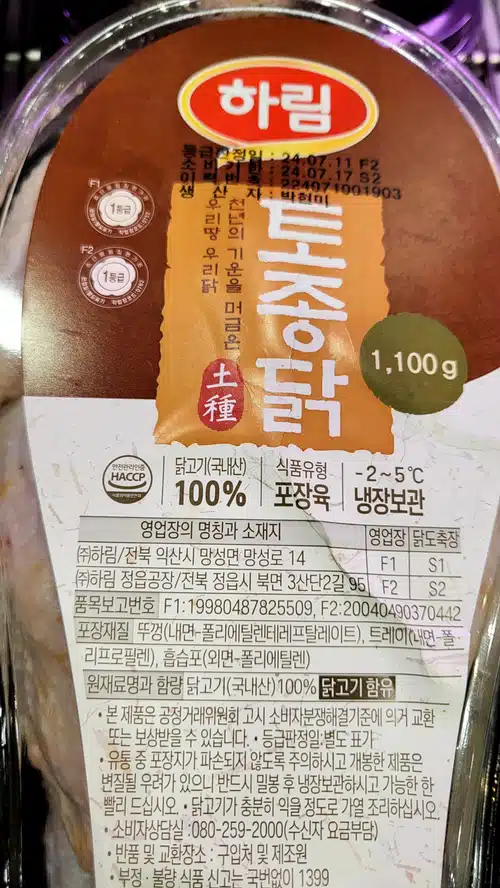 하림
등급판정일 : 24.07.11 F2
소비기한 : 24.07.17 S2
이력번호 : 224071001903
생산자 : 박현미
F1
1등급
F2
1등급
천년의 기운을 머금은
우리땅 우리닭
토종닭
土種
1,100g
안전관리인증
HACCP
식품의약품안전처
닭고기(국내산)
100%
식품유형
포장육
-2~5℃
냉장보관
영업장의 명칭과 소재지 영업장 닭도축장
㈜하림/전북 익산시 망성면 망성로 14 F1 S1
㈜하림 정읍공장/전북 정읍시 북면 3산단2길 95 F2 S2
품목보고번호 F1:19980487825509, F2:20040490370442
포장재질 뚜껑(내면-폴리에틸렌테레프탈레이트), 트레이(내면-폴
리프로필렌), 흡습포(외면-폴리에틸렌)
원재료명과 함량 닭고기(국내산)100% 닭고기 함유
• 본 제품은 공정거래위원회 고시 소비자분쟁해결기준에 의거 교환
또는 보상받을 수 있습니다. • 등급판정일:별도 표기
• 유통 중 포장지가 파손되지 않도록 주의하시고 개봉한 제품은
변질될 우려가 있으니 반드시 밀봉 후 냉장보관하시고 가능한 한
빨리 드십시오. • 닭고기가 충분히 익을 정도로 가열 조리하십시오.
• 소비자상담실 :080-259-2000(수신자 요금부담)
• 반품 및 교환장소 : 구입처 및 제조원
• 부정·불량 식품 신고는 국번없이 1399